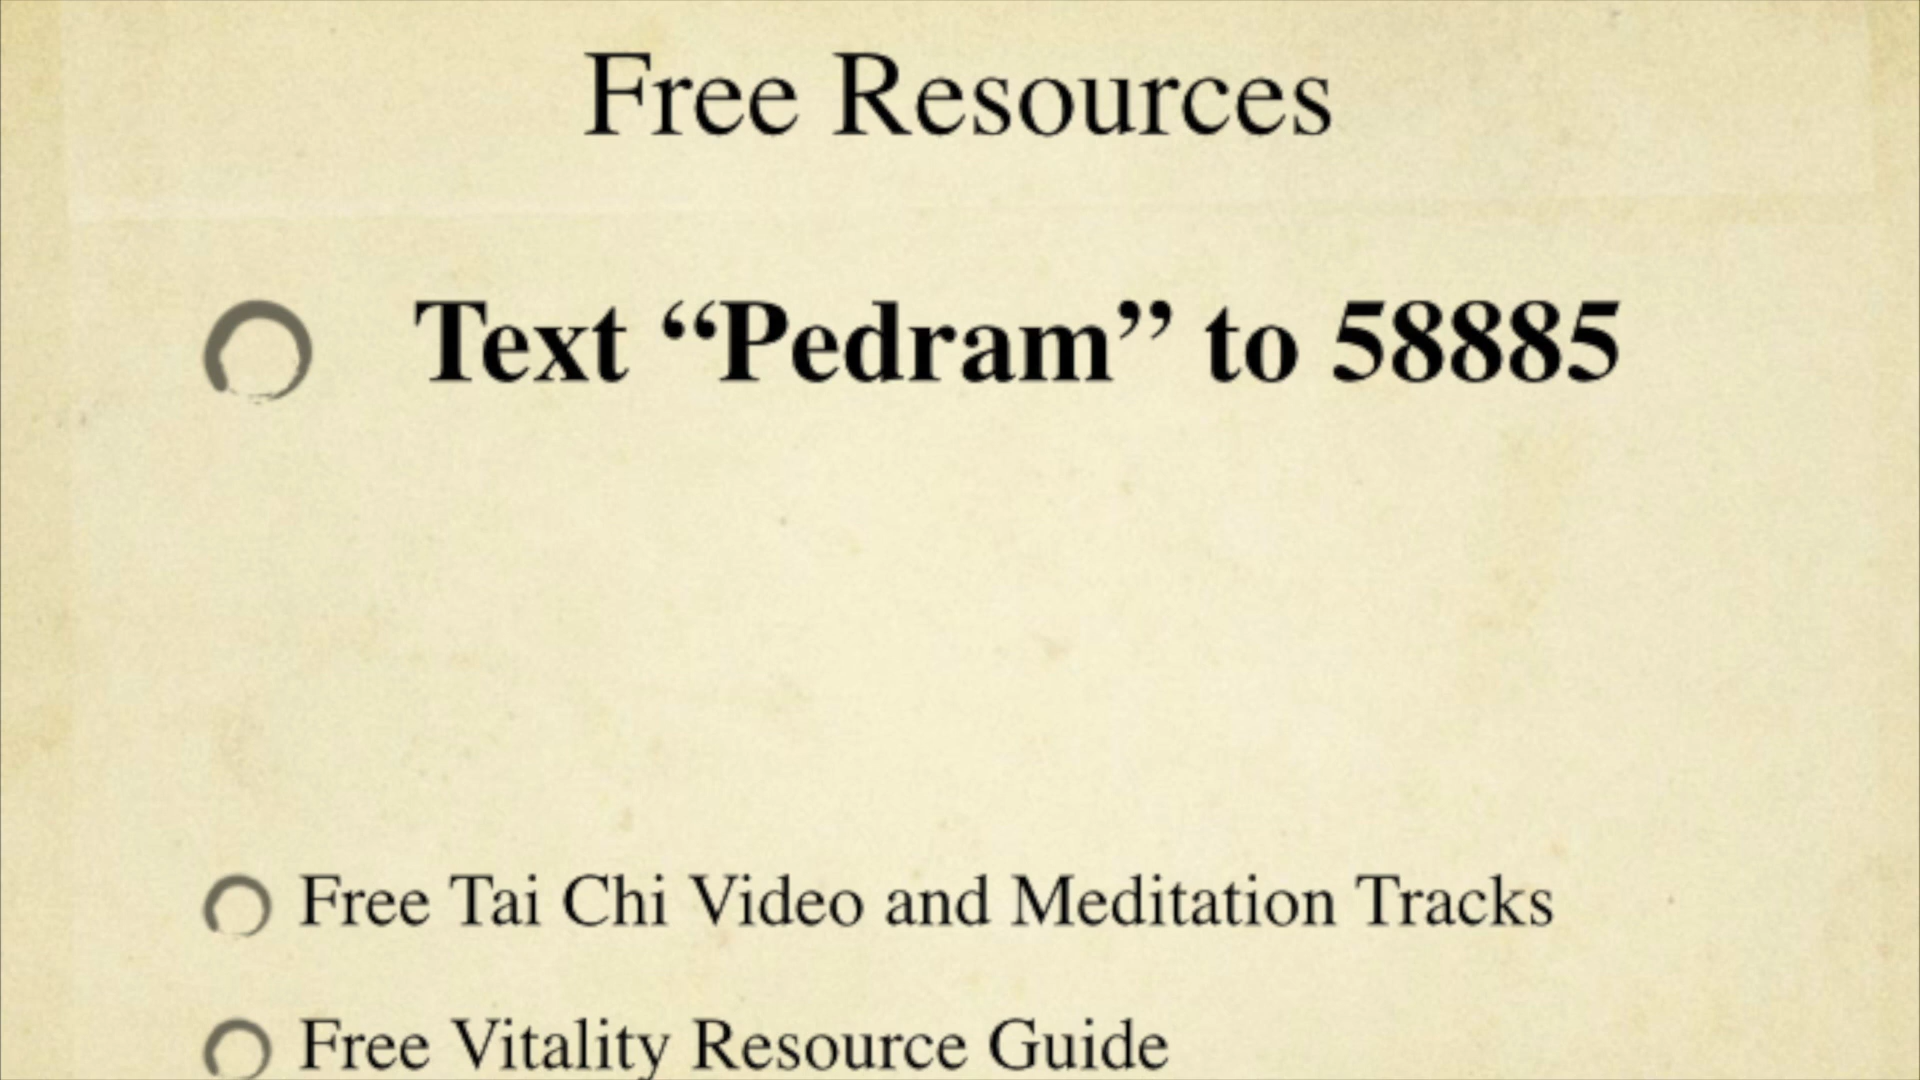 Free Resources
Text “Pedram” to 58885
Free Tai Chi Video and Meditation Tracks
Free Vitality Resource Guide